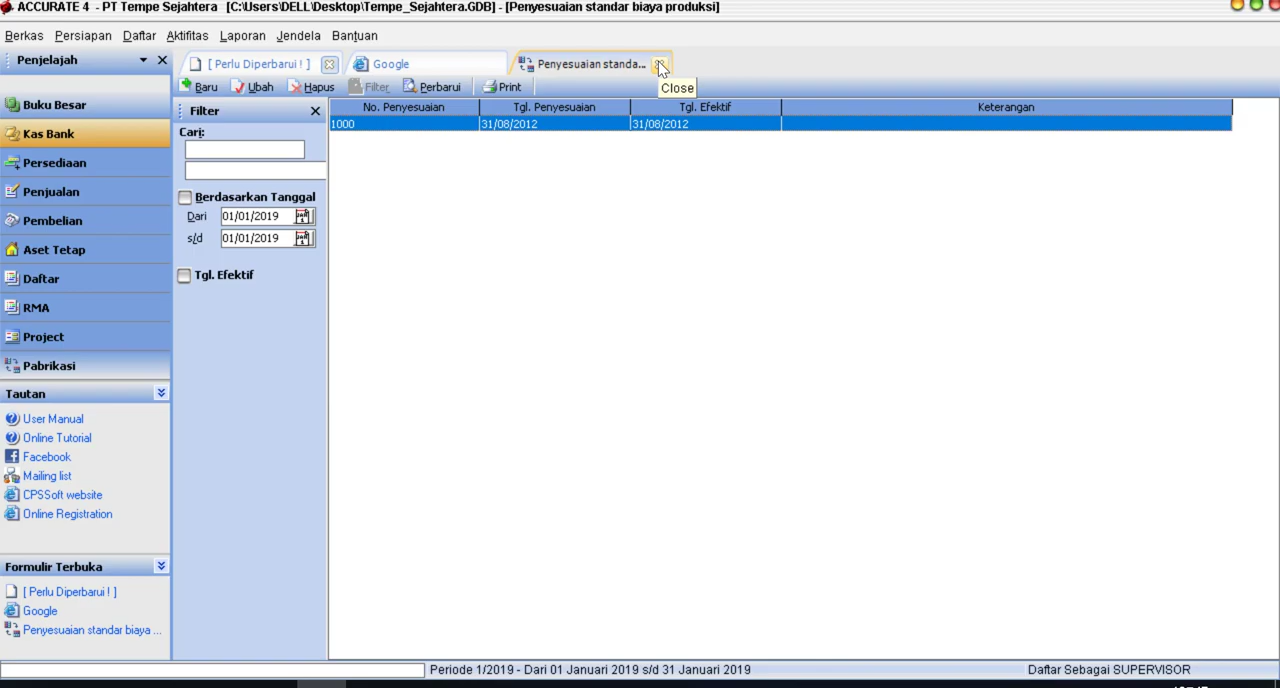 ACCURATE 4 - PT Tempe Sejahtera [C:\Users\DELL\Desktop\Tempe_Sejahtera.GDB] - [Penyesuaian standar biaya produksi]
Berkas Persiapan Daftar Aktifitas Laporan Jendela Bantuan
Penjelajah
[ Perlu Diperbarui ! ] Google Penyesuaian standa...
Baru Ubah Hapus Filter Perbarui Print
Close
Buku Besar
Kas Bank
Persediaan
Penjualan
Pembelian
Aset Tetap
Daftar
RMA
Project
Pabrikasi
Tautan
User Manual
Online Tutorial
Facebook
Mailing list
CPSSoft website
Online Registration
Formulir Terbuka
[ Perlu Diperbarui ! ]
Google
Penyesuaian standar biaya ...
Filter
Cari:
Berdasarkan Tanggal
Dari 01/01/2019
s/d 01/01/2019
Tgl. Efektif
No. Penyesuaian Tgl. Penyesuaian Tgl. Efektif Keterangan
1000 31/08/2012 31/08/2012
Periode 1/2019 - Dari 01 Januari 2019 s/d 31 Januari 2019
Daftar Sebagai SUPERVISOR